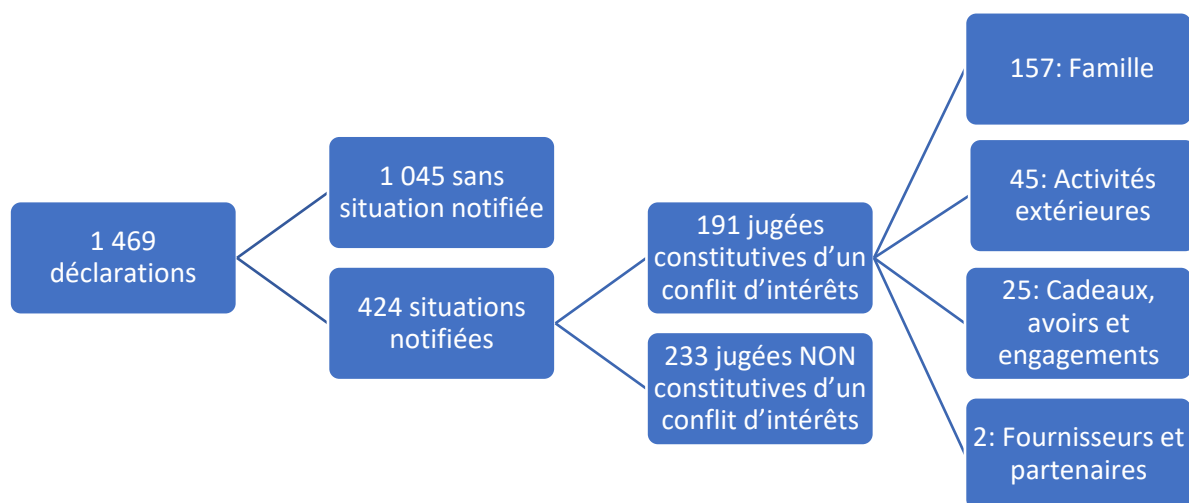 1 469
déclarations
1 045 sans
situation notifiée
424 situations
notifiées
191 jugées
constitutives d’un
conflit d’intérêts
233 jugées NON
constitutives d’un
conflit d’intérêts
157: Famille
45: Activités
extérieures
25: Cadeaux,
avoirs et
engagements
2: Fournisseurs et
partenaires